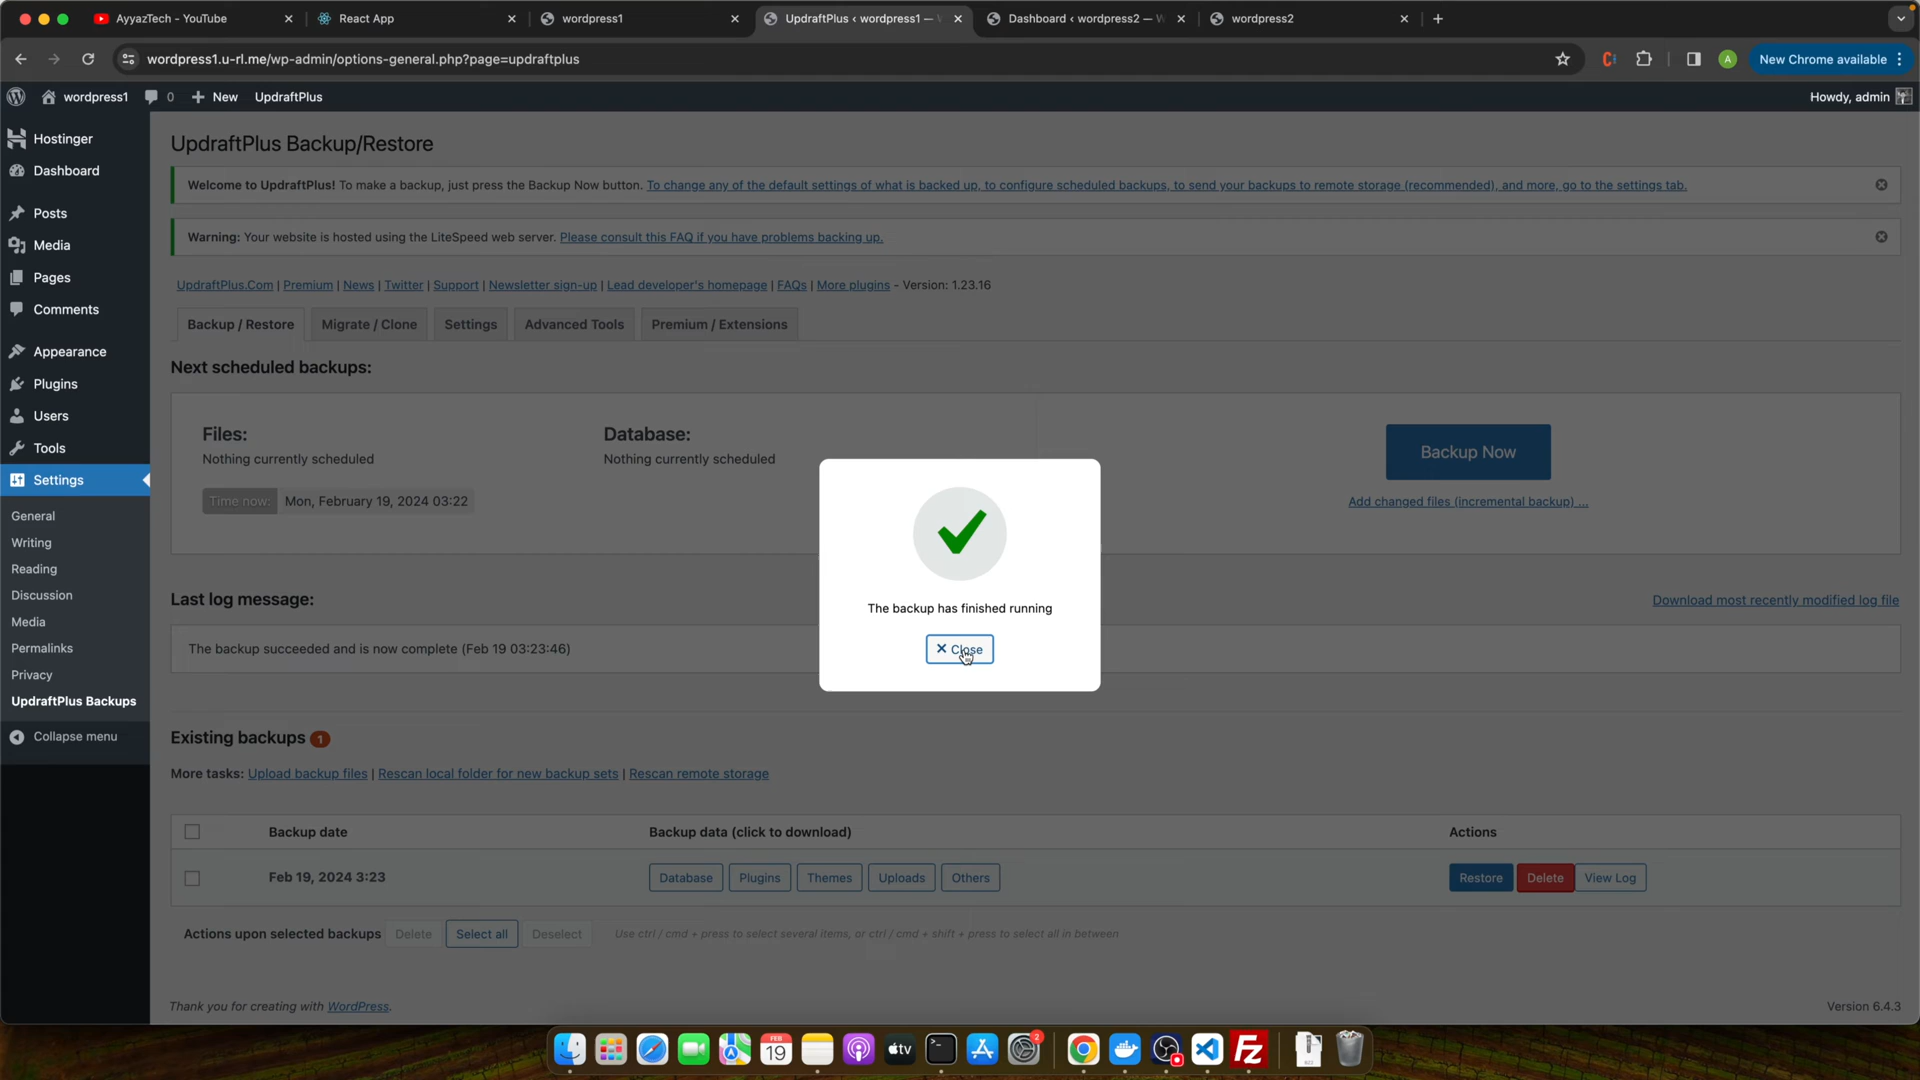 AyyazTech - YouTube
React App
wordpress1
UpdraftPlus ‹ wordpress1 —
Dashboard ‹ wordpress2 — W
wordpress2
wordpress1.u-rl.me/wp-admin/options-general.php?page=updraftplus
A
New Chrome available
wordpress1
0
New
UpdraftPlus
Howdy, admin
Hostinger
Dashboard
Posts
Media
Pages
Comments
Appearance
Plugins
Users
Tools
Settings
General
Writing
Reading
Discussion
Media
Permalinks
Privacy
UpdraftPlus Backups
Collapse menu
UpdraftPlus Backup/Restore
Welcome to UpdraftPlus! To make a backup, just press the Backup Now button. To change any of the default settings of what is backed up, to configure scheduled backups, to send your backups to remote storage (recommended), and more, go to the settings tab.
Warning: Your website is hosted using the LiteSpeed web server. Please consult this FAQ if you have problems backing up.
UpdraftPlus.Com | Premium | News | Twitter | Support | Newsletter sign-up | Lead developer's homepage | FAQs | More plugins - Version: 1.23.16
Backup / Restore
Migrate / Clone
Settings
Advanced Tools
Premium / Extensions
Next scheduled backups:
Files:
Nothing currently scheduled
Database:
Nothing currently scheduled
Time now: Mon, February 19, 2024 03:22
Backup Now
Add changed files (incremental backup) ...
The backup has finished running
Close
Last log message:
Download most recently modified log file
The backup succeeded and is now complete (Feb 19 03:23:46)
Existing backups 1
More tasks: Upload backup files | Rescan local folder for new backup sets | Rescan remote storage
Backup date
Backup data (click to download)
Actions
Feb 19, 2024 3:23
Database
Plugins
Themes
Uploads
Others
Restore
Delete
View Log
Actions upon selected backups
Delete
Select all
Deselect
Use ctrl / cmd + press to select several items, or ctrl / cmd + shift + press to select all in between
Thank you for creating with WordPress.
Version 6.4.3
FEB
19
tv
2